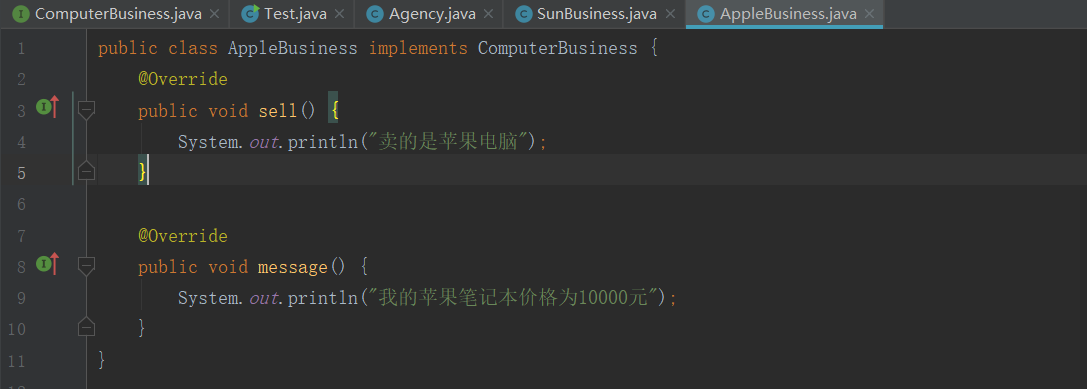 ComputerBusiness.java Test.java Agency.java SunBusiness.java AppleBusiness.java
1 public class AppleBusiness implements ComputerBusiness {
2 @Override
3 public void sell() {
4 System.out.println("卖的是苹果电脑");
5 }
6
7 @Override
8 public void message() {
9 System.out.println("我的苹果笔记本价格为10000元");
10 }
11 }